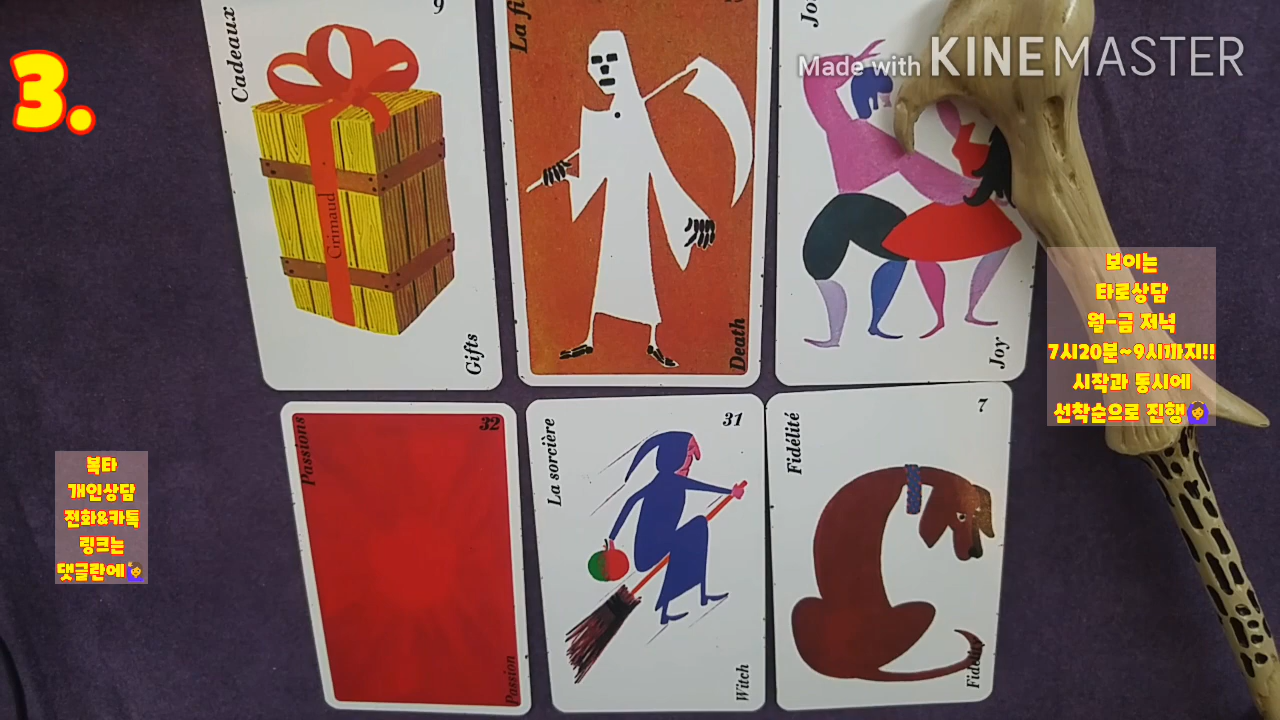 3.
Cadeaux
9
Grimaud
Gifts
La fi
Death
Jo
Joy
Made with KINEMASTER
보이는
타로상담
월-금 저녁
7시20분~9시까지!!
시작과 동시에
선착순으로 진행🙆‍♀️
복타
개인상담
전화&카톡
링크는
댓글란에🙋‍♀️
Passions
32
Passion
La sorcière
31
Witch
Fidélité
7
Fidelity